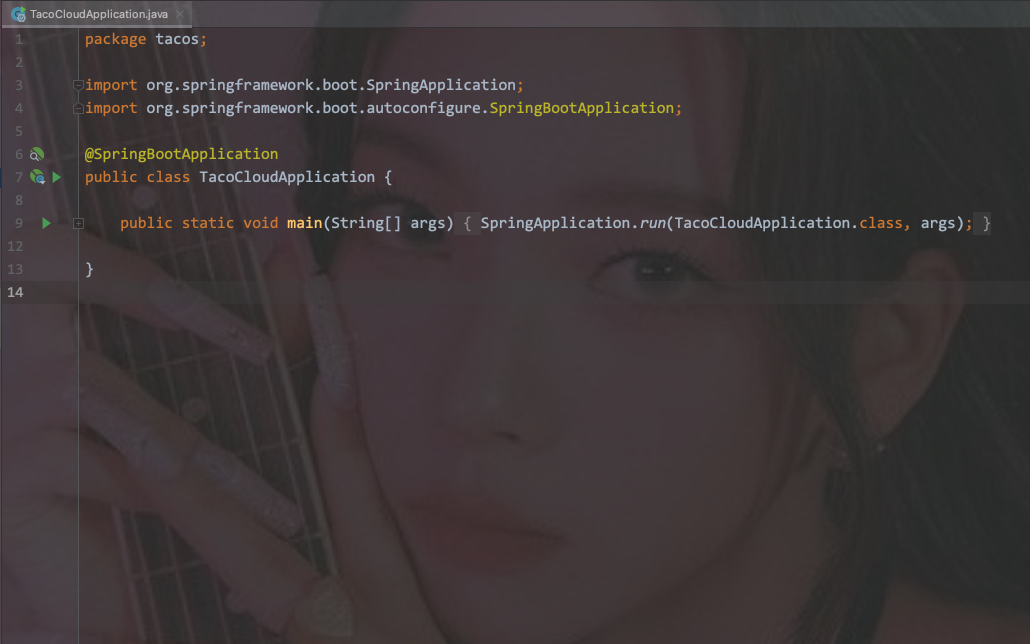 TacoCloudApplication.java
1 package tacos;
2
3 import org.springframework.boot.SpringApplication;
4 import org.springframework.boot.autoconfigure.SpringBootApplication;
5
6 @SpringBootApplication
7 public class TacoCloudApplication {
8
9 public static void main(String[] args) { SpringApplication.run(TacoCloudApplication.class, args); }
12
13 }
14